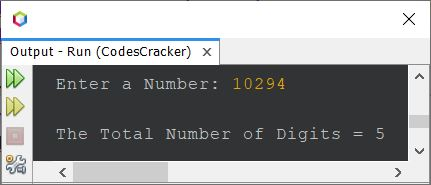 Output - Run (CodesCracker) ×
Enter a Number: 10294
The Total Number of Digits = 5